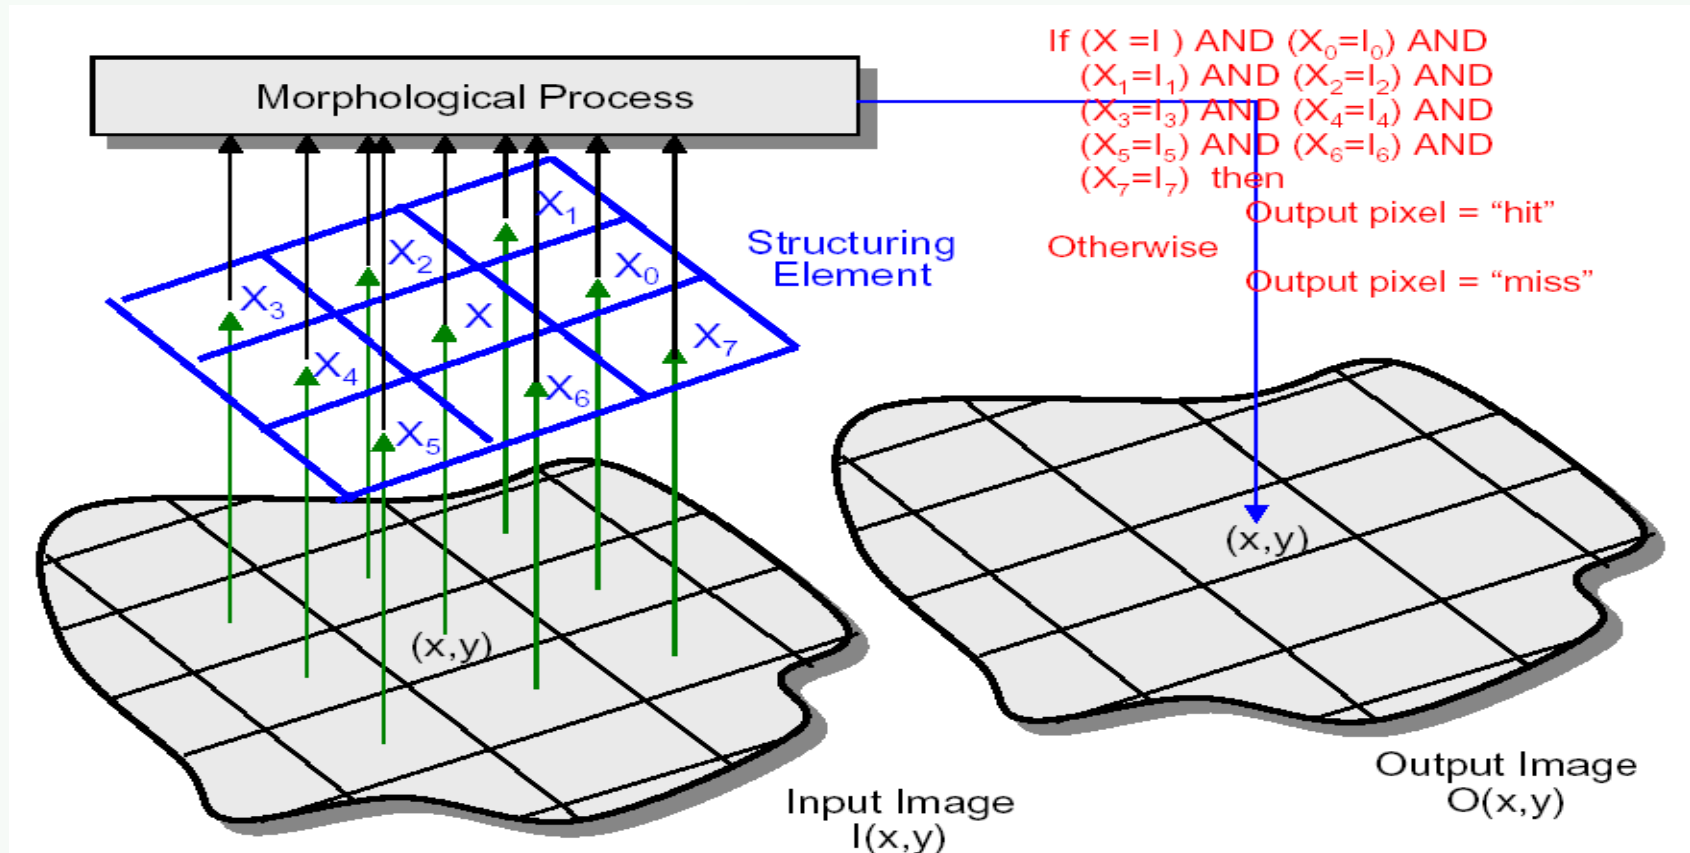 Morphological Process
If (X =I ) AND (X₀=I₀) AND
(X₁=I₁) AND (X₂=I₂) AND
(X₃=I₃) AND (X₄=I₄) AND
(X₅=I₅) AND (X₆=I₆) AND
(X₇=I₇) then
Output pixel = “hit”
Otherwise
Output pixel = “miss”
Structuring
Element
X₁
X₂
X₀
X₃
X
X₇
X₄
X₆
X₅
(x,y)
(x,y)
Input Image
I(x,y)
Output Image
O(x,y)